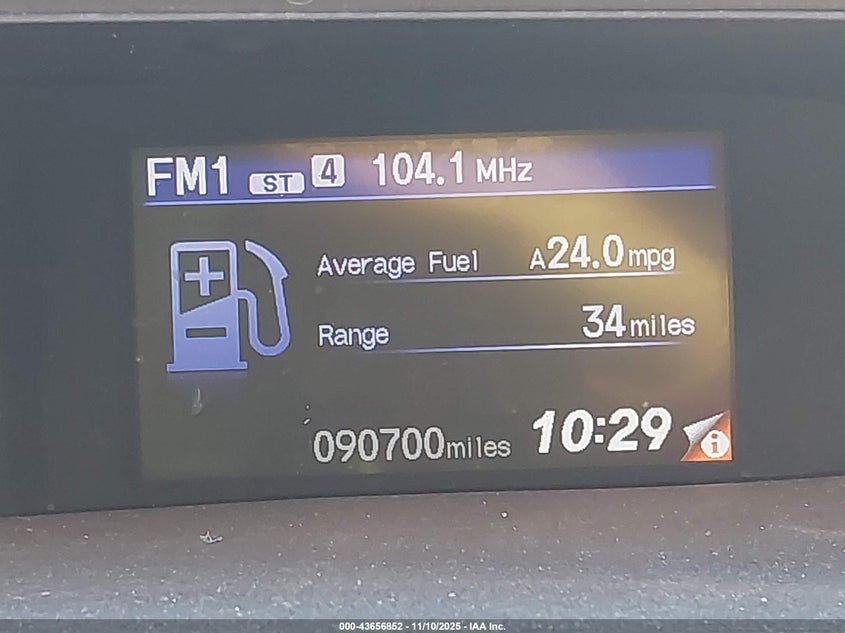 FM1 ST 4 104.1 MHz
Average Fuel A24.0mpg
Range 34miles
090700miles 10:29 i
000-43656852 - 11/10/2025 - IAA Inc.